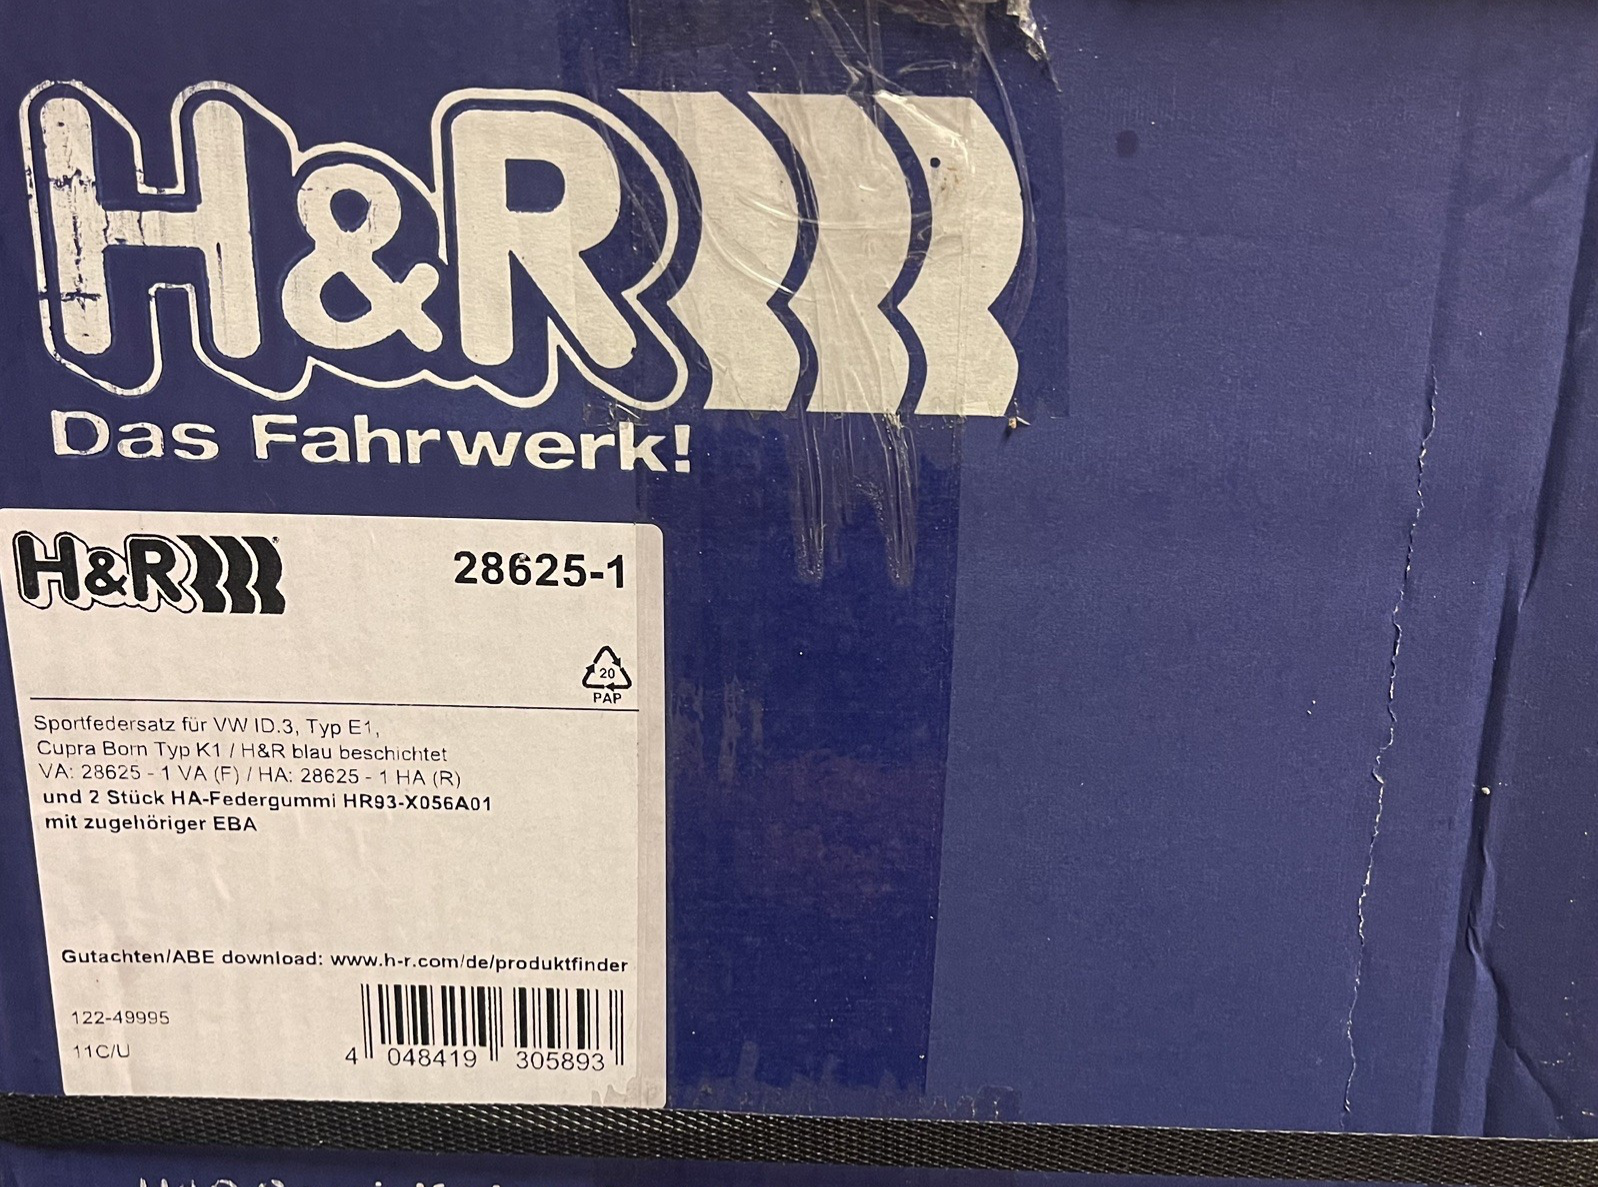 H&R
Das Fahrwerk!
H&R®
28625-1
20
PAP
Sportfedersatz für VW ID.3, Typ E1,
Cupra Born Typ K1 / H&R blau beschichtet
VA: 28625 - 1 VA (F) / HA: 28625 - 1 HA (R)
und 2 Stück HA-Federgummi HR93-X056A01
mit zugehöriger EBA
Gutachten/ABE download: www.h-r.com/de/produktfinder
122-49995
11C/U
4 048419 305893